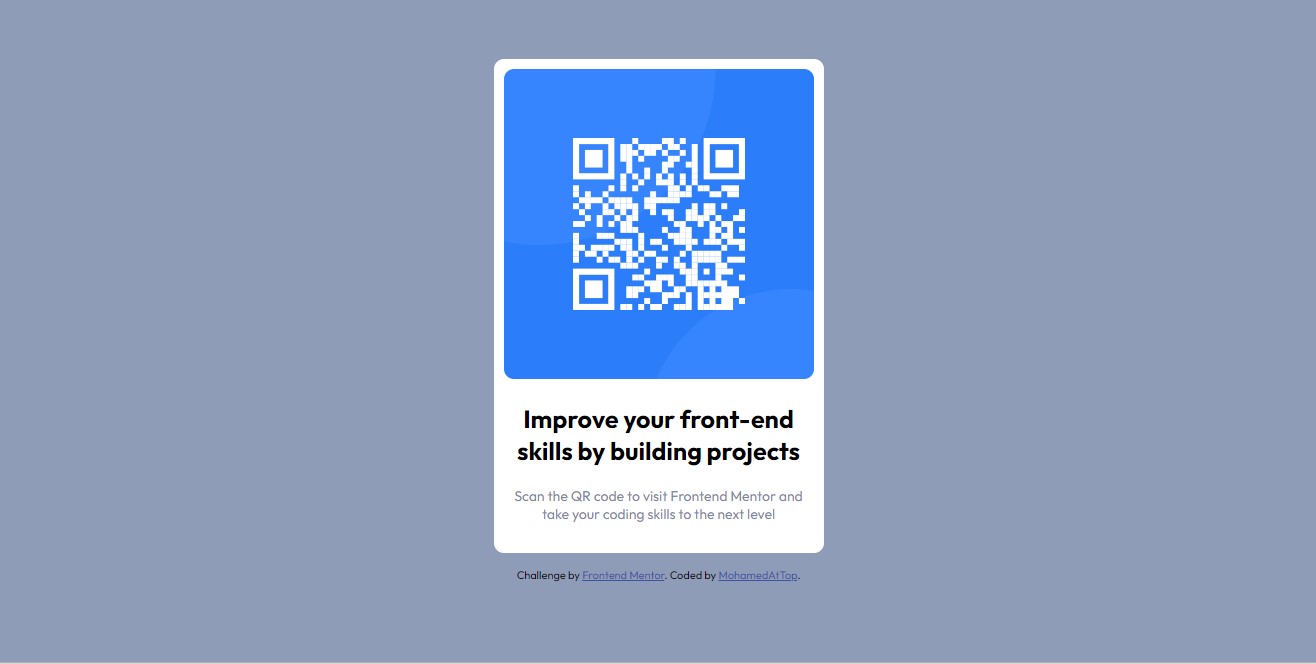 Improve your front-end
skills by building projects
Scan the QR code to visit Frontend Mentor and
take your coding skills to the next level
Challenge by Frontend Mentor. Coded by MohamedAtTop.